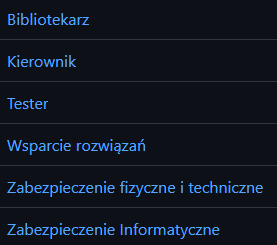 Bibliotekarz
Kierownik
Tester
Wsparcie rozwiązań
Zabezpieczenie fizyczne i techniczne
Zabezpieczenie Informatyczne